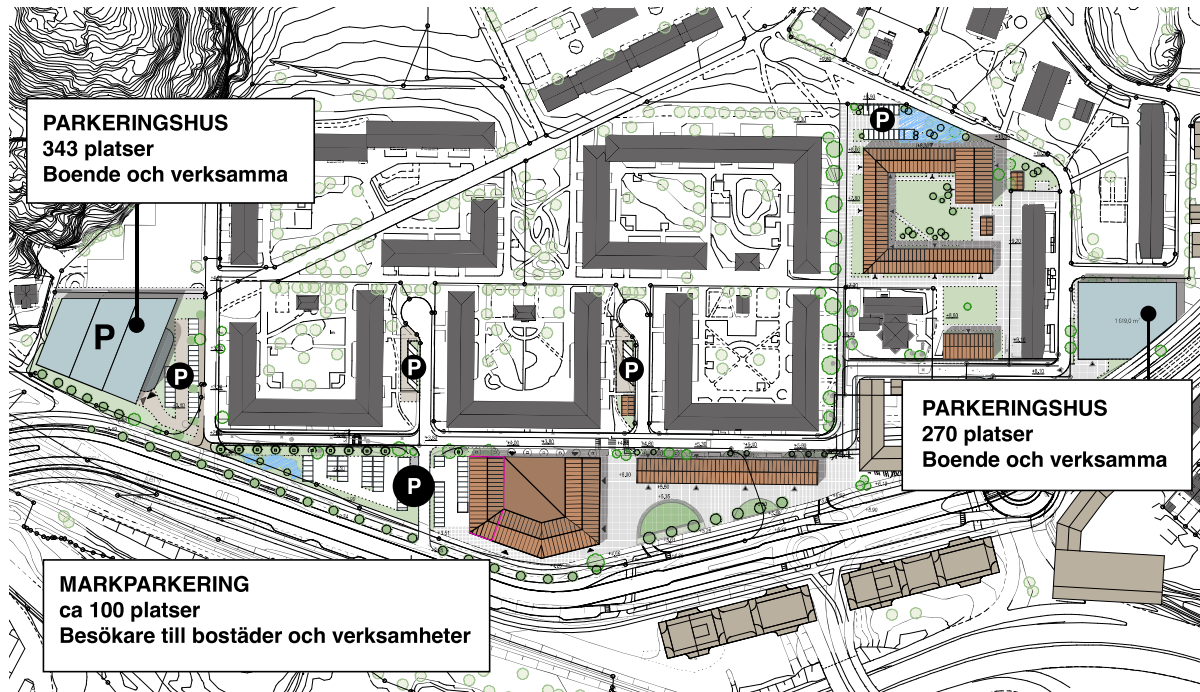 PARKERINGSHUS
343 platser
Boende och verksamma
P
P
P
P
P
P
PARKERINGSHUS
270 platser
Boende och verksamma
MARKPARKERING
ca 100 platser
Besökare till bostäder och verksamheter